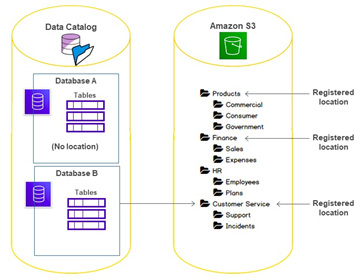 Data Catalog
Database A
Tables
(No location)
Database B
Tables
Amazon S3
Products
Commercial
Consumer
Government
Finance
Sales
Expenses
HR
Employees
Plans
Customer Service
Support
Incidents
Registered
location
Registered
location
Registered
location